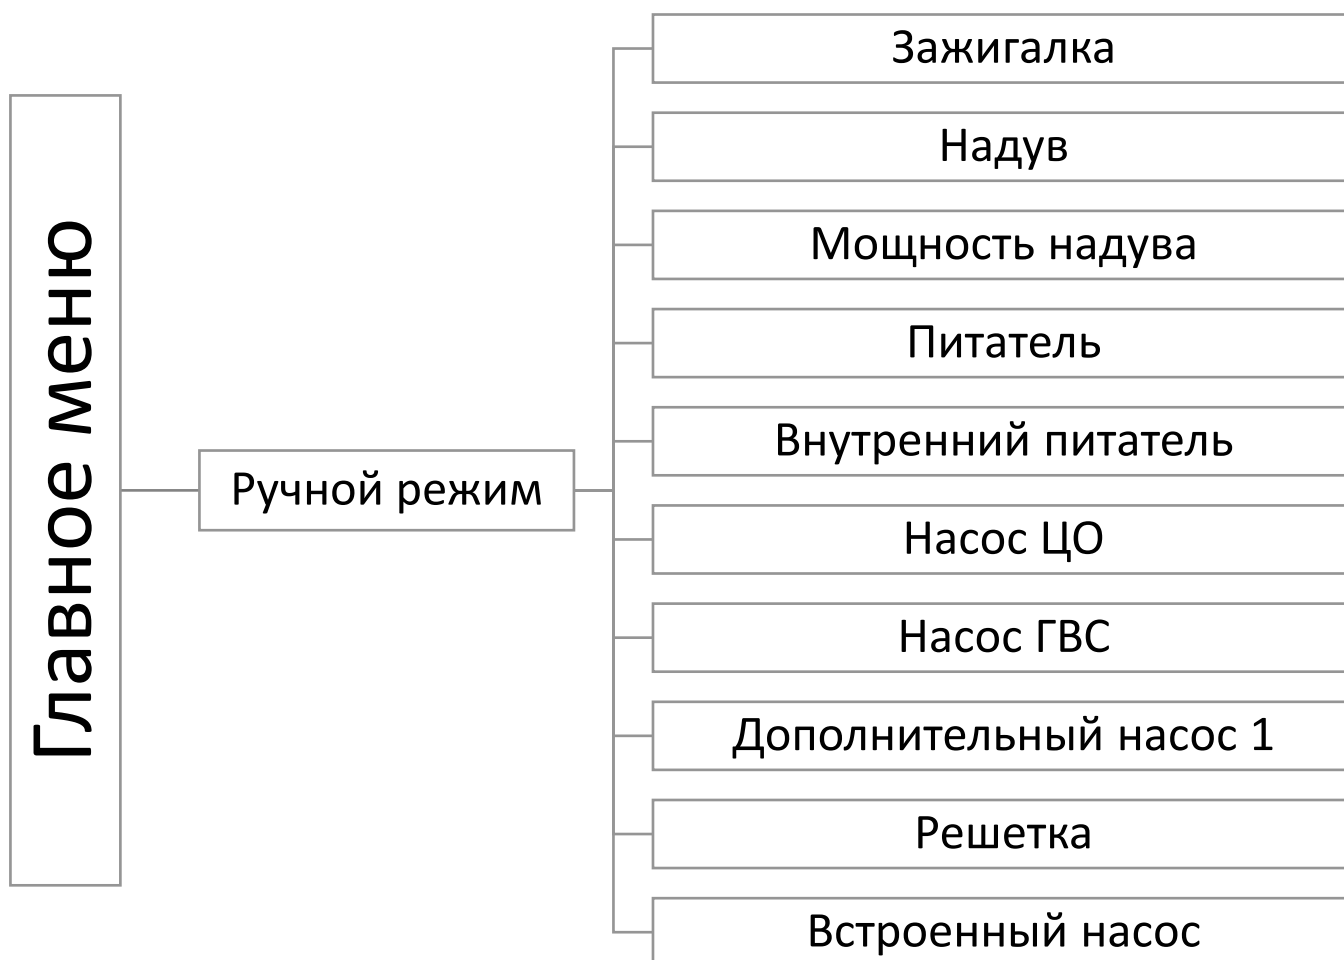 Главное меню
Ручной режим
Зажигалка
Надув
Мощность надува
Питатель
Внутренний питатель
Насос ЦО
Насос ГВС
Дополнительный насос 1
Решетка
Встроенный насос